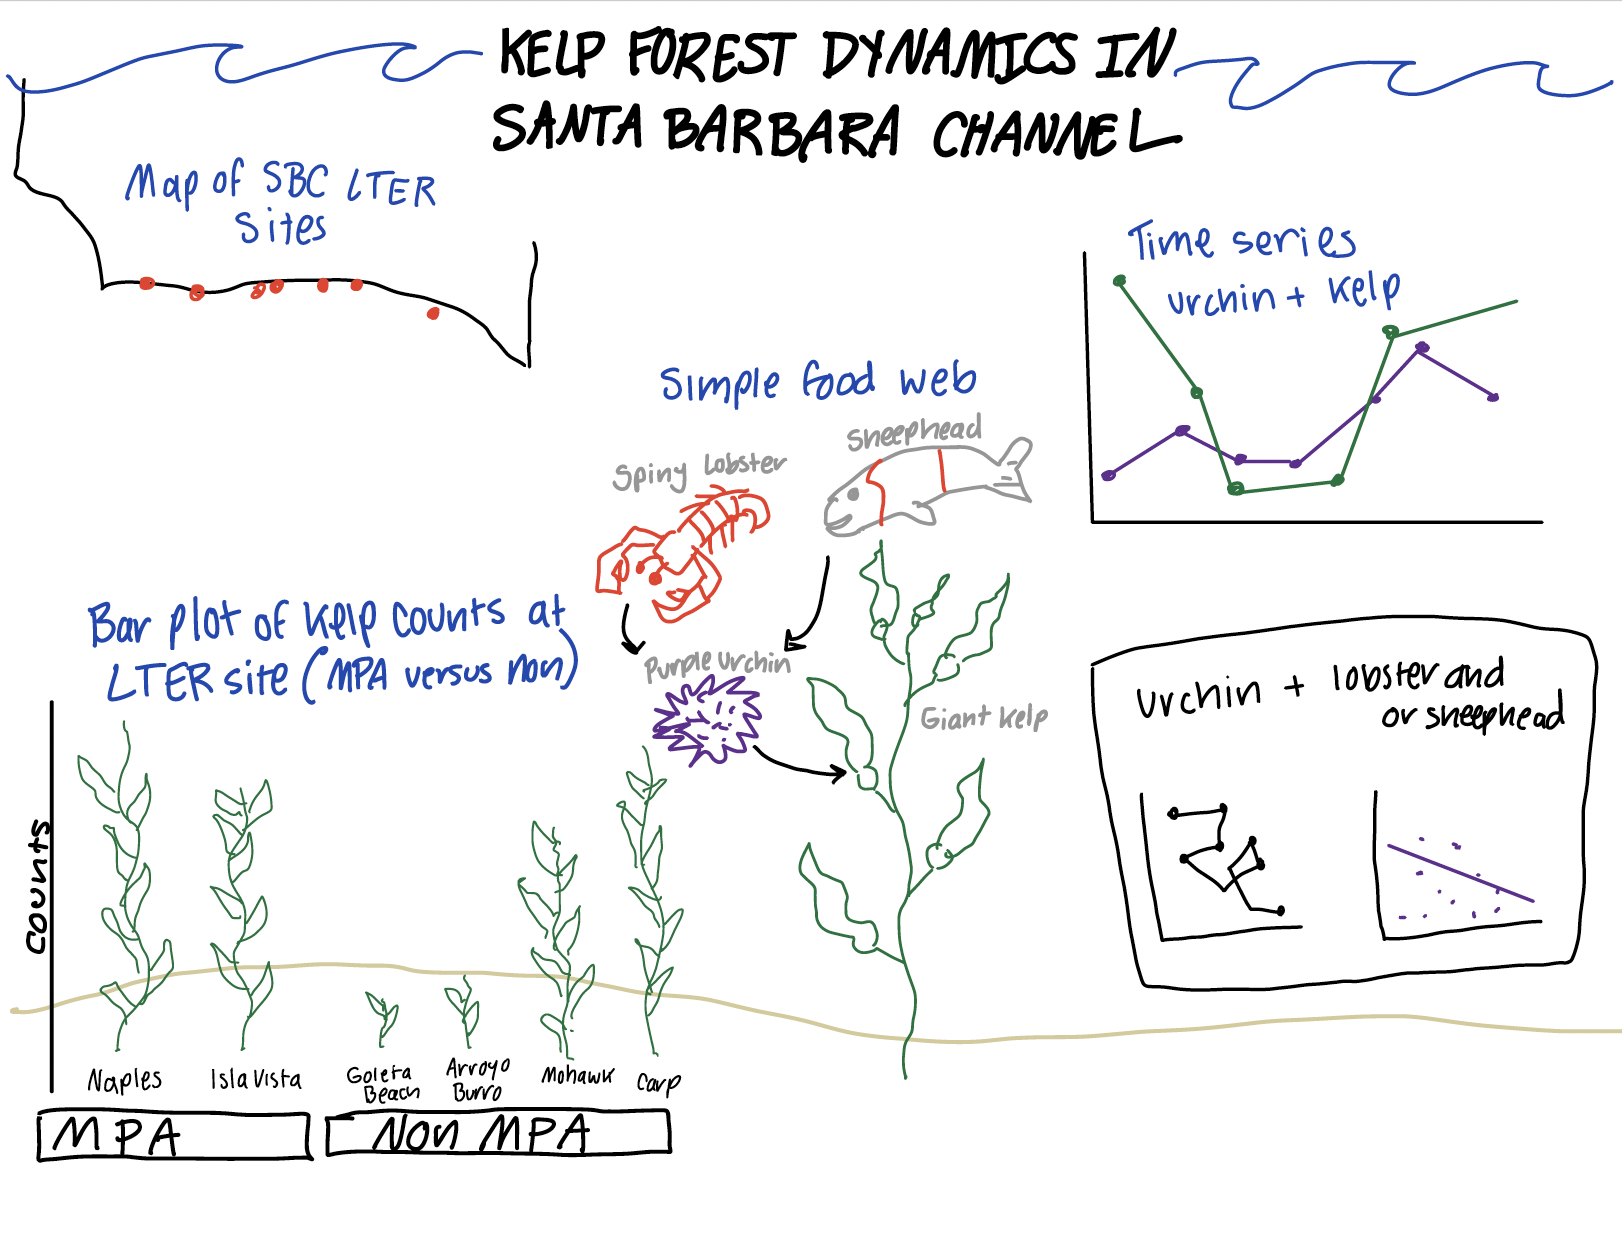 KELP FOREST DYNAMICS IN
SANTA BARBARA CHANNEL
Map of SBC LTER
Sites
Time series
urchin + Kelp
Simple food web
Spiny Lobster
Sheephead
Purple Urchin
Giant Kelp
Bar plot of Kelp counts at
LTER site (MPA versus non)
counts
Naples
Isla Vista
Goleta
Beach
Arroyo
Burro
Mohawk
Carp
MPA
Non MPA
urchin + lobster and
or sheephead